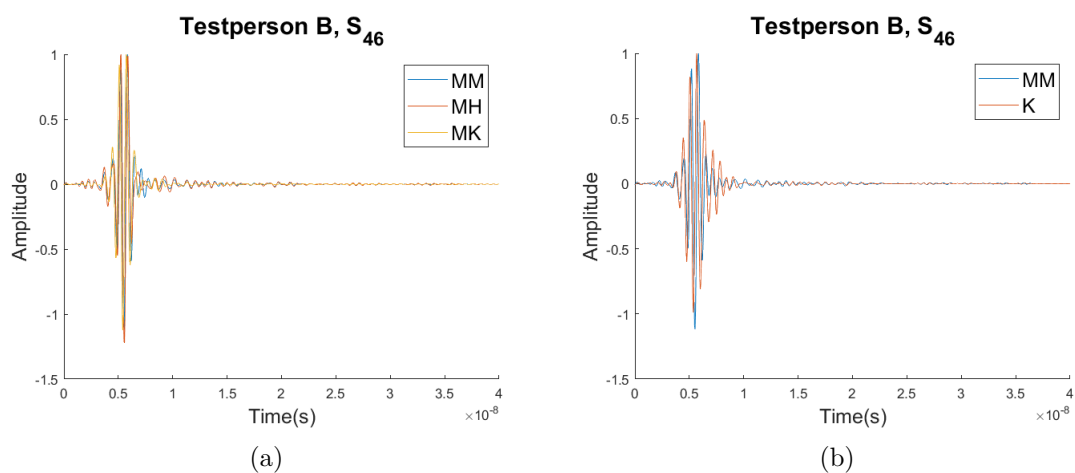 Testperson B, S46
1
0.5
0
-0.5
-1
-1.5
Amplitude
MM
MH
MK
0 0.5 1 1.5 2 2.5 3 3.5 4
×10-8
Time(s)
(a)
Testperson B, S46
1
0.5
0
-0.5
-1
-1.5
Amplitude
MM
K
0 0.5 1 1.5 2 2.5 3 3.5 4
×10-8
Time(s)
(b)